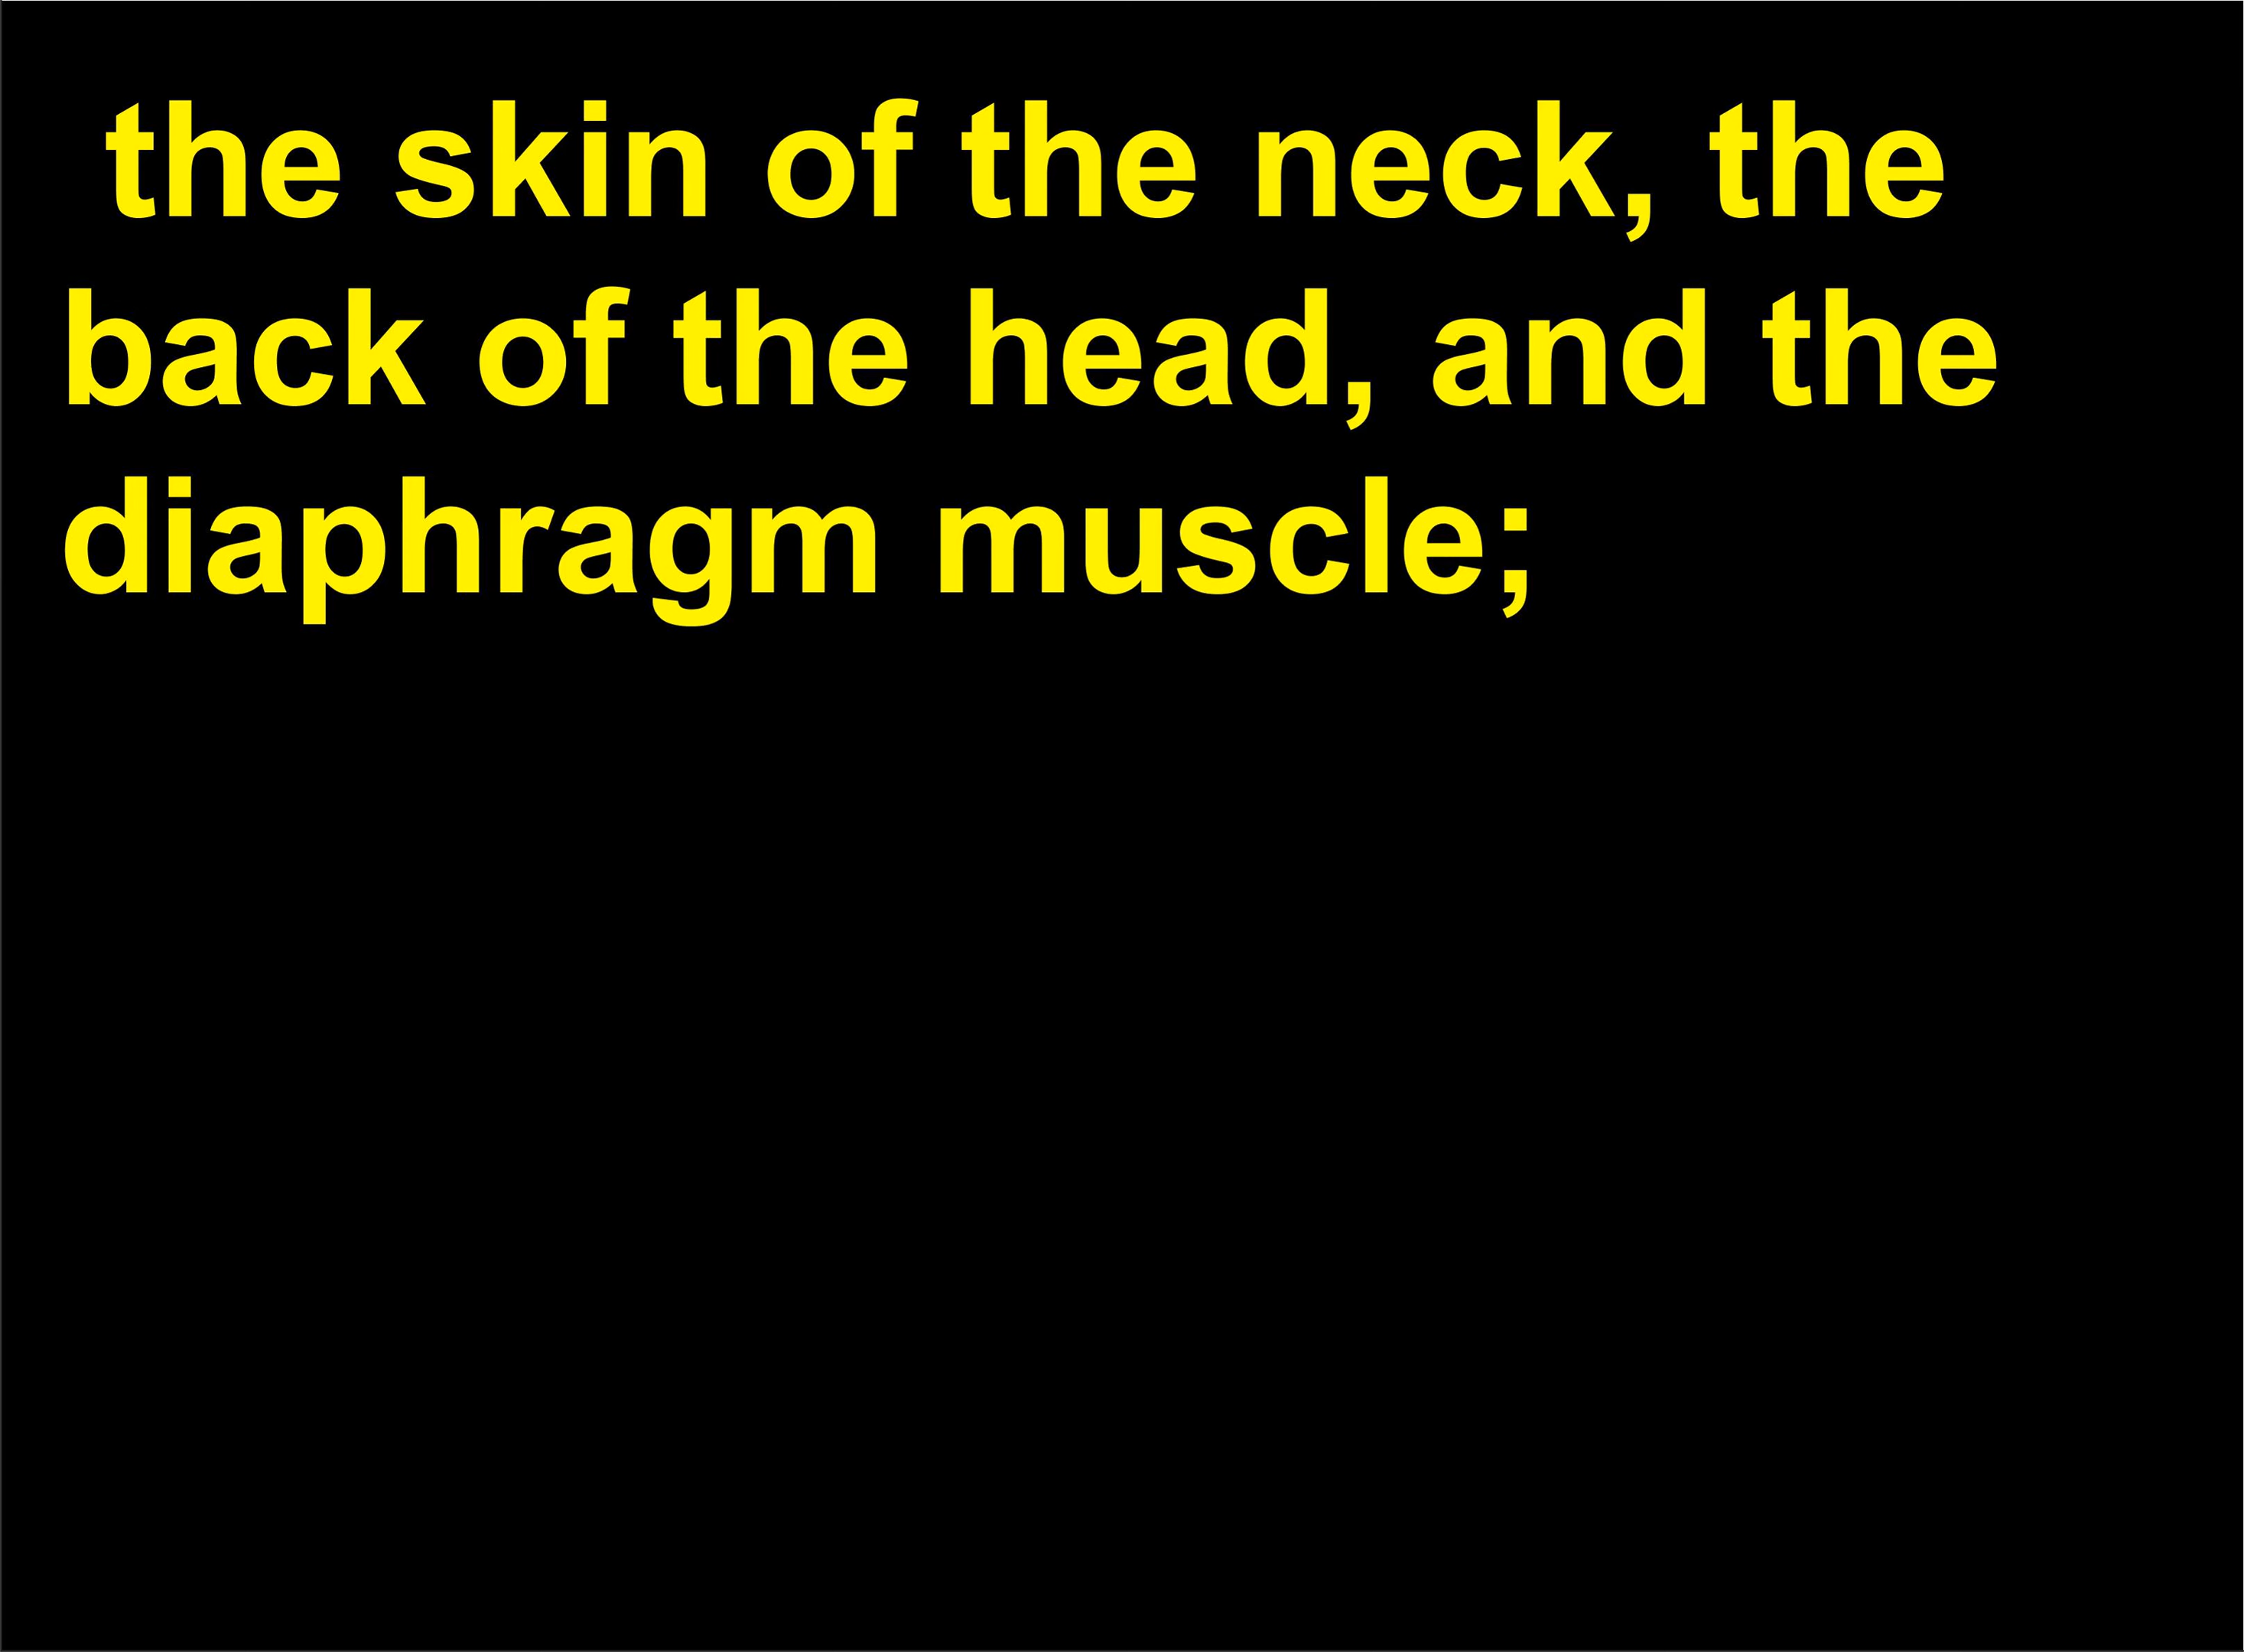 the skin of the neck, the
back of the head, and the
diaphragm muscle;